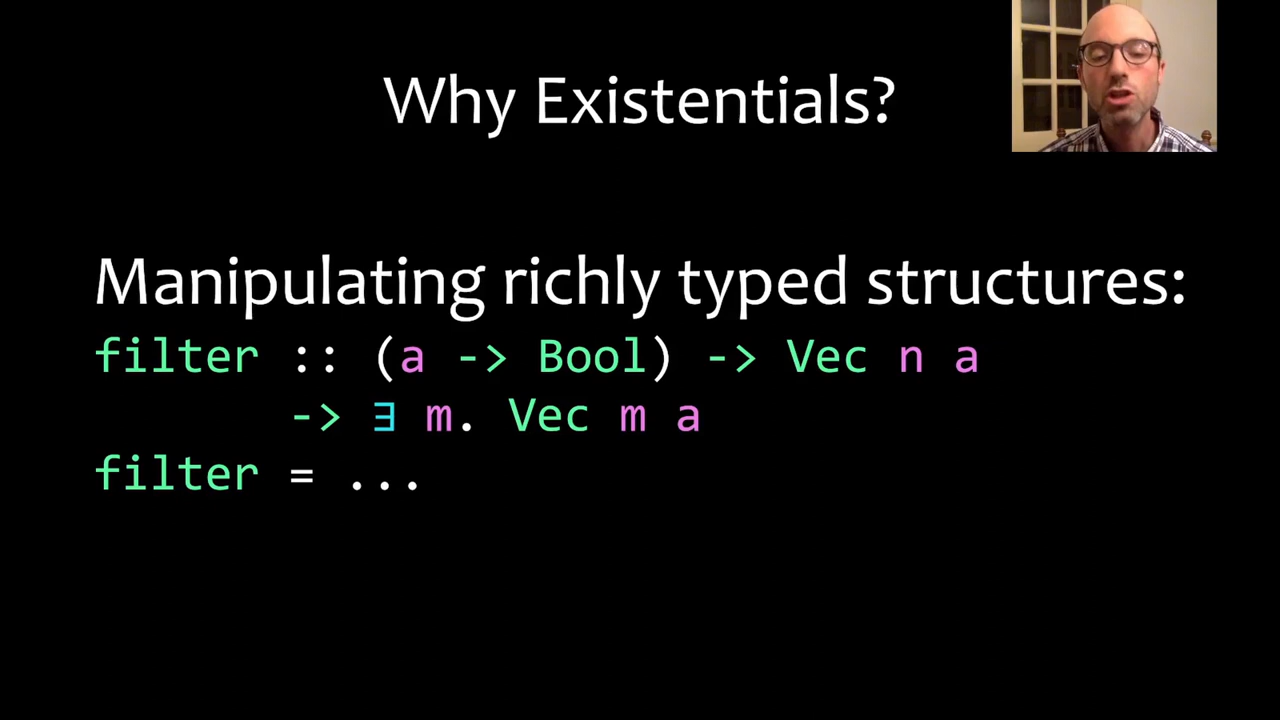 Why Existentials?
Manipulating richly typed structures:
filter :: (a -> Bool) -> Vec n a
-> ∃ m. Vec m a
filter = ...